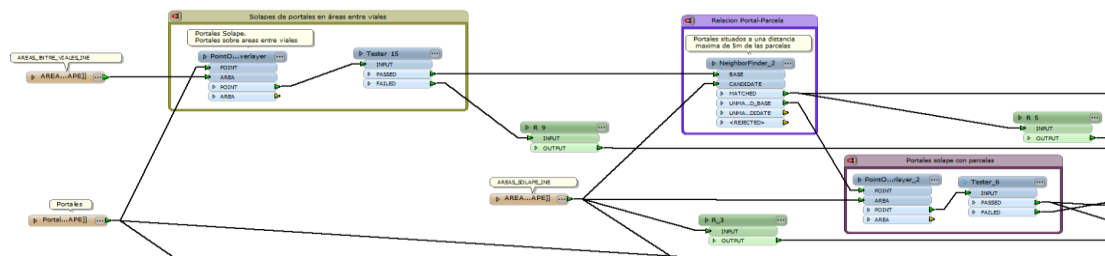 Solapes de portales en áreas entre viales
Portales Solape.
Portales sobre areas entre viales
AREAS_ENTRE_VIALES_INE
AREA...APE]]
PointO...verlayer
POINT
AREA
POINT
AREA
Tester_15
INPUT
PASSED
FAILED
R_9
INPUT
OUTPUT
Portales
Portal...APE]]
Relacion Portal-Parcela
Portales situados a una distancia
maxima de 5m de las parcelas
NeighborFinder_2
BASE
CANDIDATE
MATCHED
UNMA...D_BASE
UNMA...DIDATE
<REJECTED>
R_5
INPUT
OUTPUT
AREAS_SOLAPE_INE
AREA...APE]]
R_3
INPUT
OUTPUT
Portales solape con parcelas
PointO...rlayer_2
POINT
AREA
POINT
AREA
Tester_6
INPUT
PASSED
FAILED